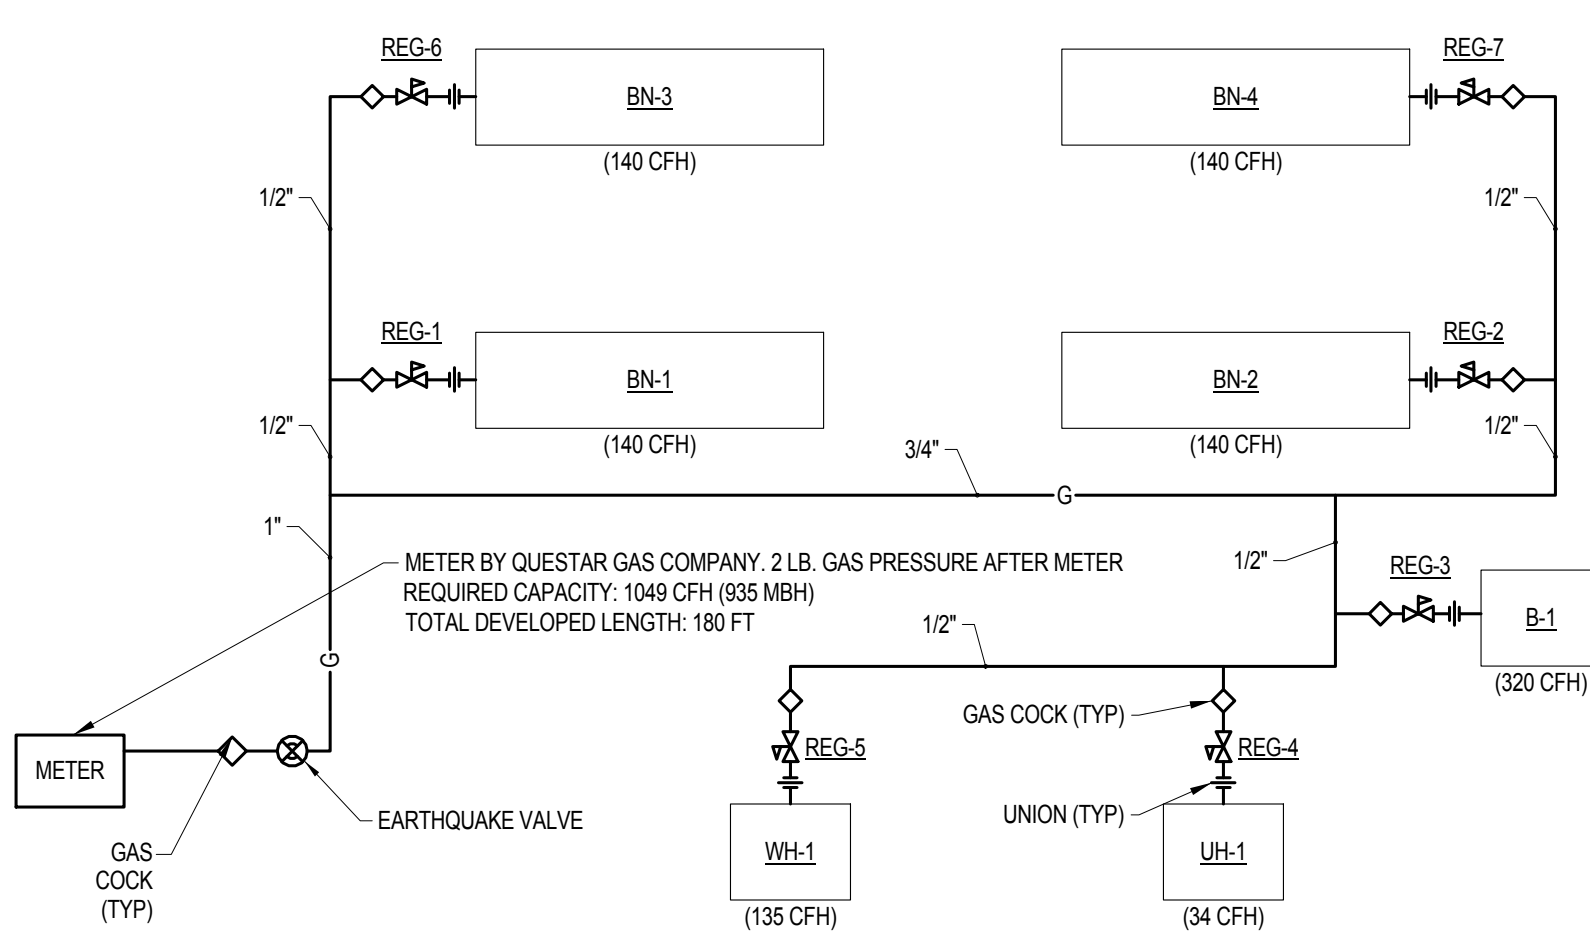 REG-6
BN-3
(140 CFH)
REG-7
BN-4
(140 CFH)
1/2"
1/2"
REG-1
BN-1
(140 CFH)
REG-2
BN-2
(140 CFH)
1/2"
1/2"
3/4"
G
1"
METER BY QUESTAR GAS COMPANY. 2 LB. GAS PRESSURE AFTER METER
REQUIRED CAPACITY: 1049 CFH (935 MBH)
TOTAL DEVELOPED LENGTH: 180 FT
1/2"
REG-3
B-1
(320 CFH)
1/2"
G
GAS COCK (TYP)
REG-5
REG-4
METER
UNION (TYP)
EARTHQUAKE VALVE
WH-1
(135 CFH)
UH-1
(34 CFH)
GAS
COCK
(TYP)